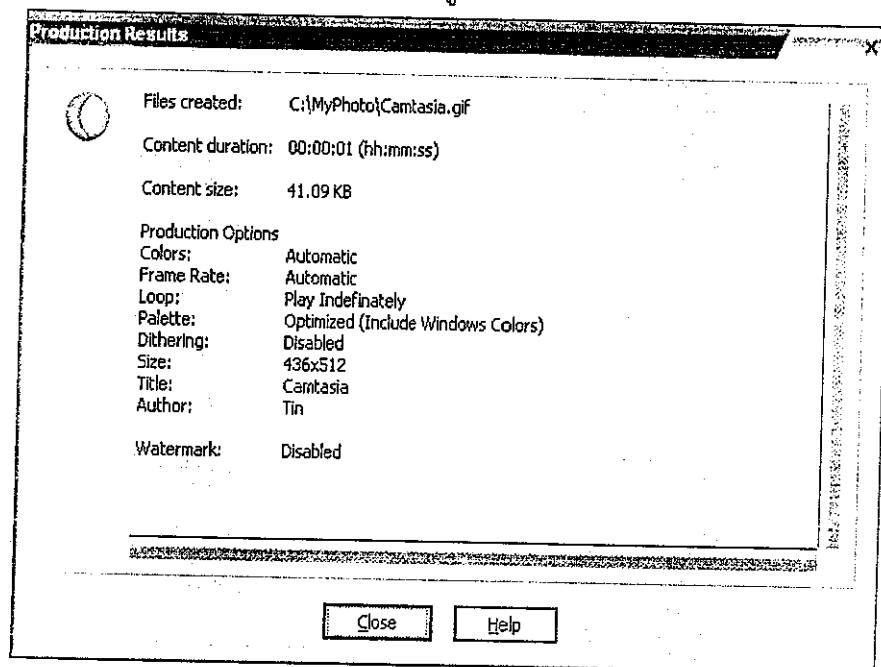 Production Results
Files created: C:\MyPhoto\Camtasia.gif
Content duration: 00:00:01 (hh:mm:ss)
Content size: 41.09 KB
Production Options
Colors: Automatic
Frame Rate: Automatic
Loop: Play Indefinately
Palette: Optimized (Include Windows Colors)
Dithering: Disabled
Size: 436x512
Title: Camtasia
Author: Tin
Watermark: Disabled
Close Help